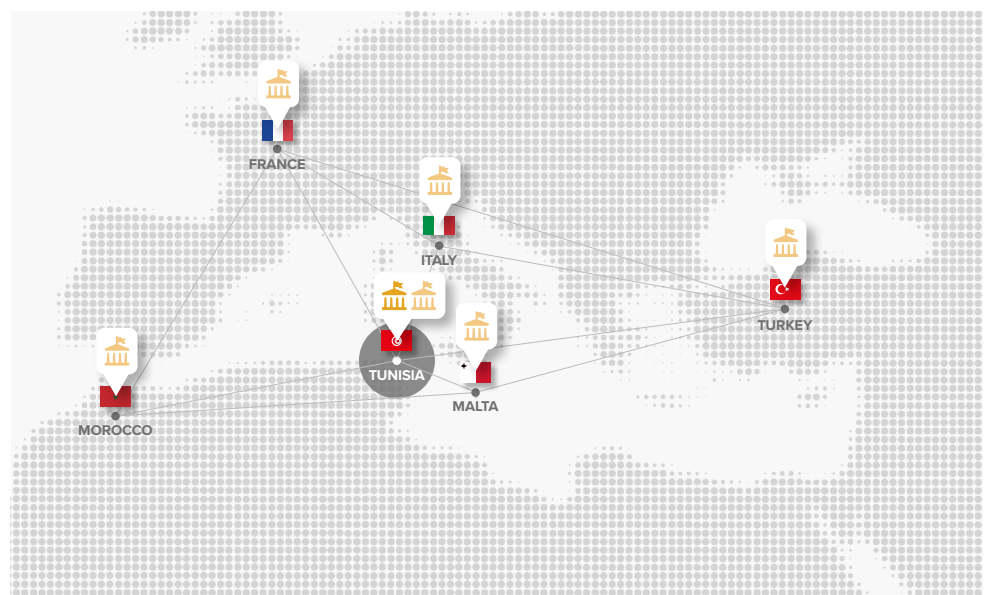 FRANCE
ITALY
TURKEY
TUNISIA
MALTA
MOROCCO